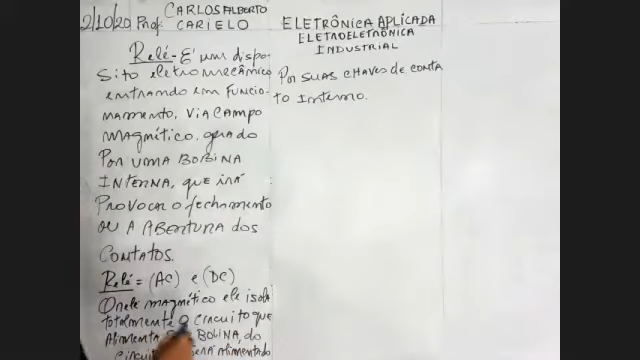 2/10/20 Prof: CARLOS ALBERTO CARIELO
ELETRÔNICA APLICADA
ELETROELETRÔNICA
INDUSTRIAL
Relé - É um dispo-
sito eletromecânico
entrando em funcio-
namento, via campo
magnético, gerado
Por uma BOBINA
INTERNA, que irá
PROVOCAR o fechamento
OU A ABERTURA dos
CONTATOS.
Relé = (AC) e (DC)
O relé magnético ele isola
totalmente o circuito que
Alimenta BOBINA, do
alimentado
Por suas chaves de conta
to Interno.